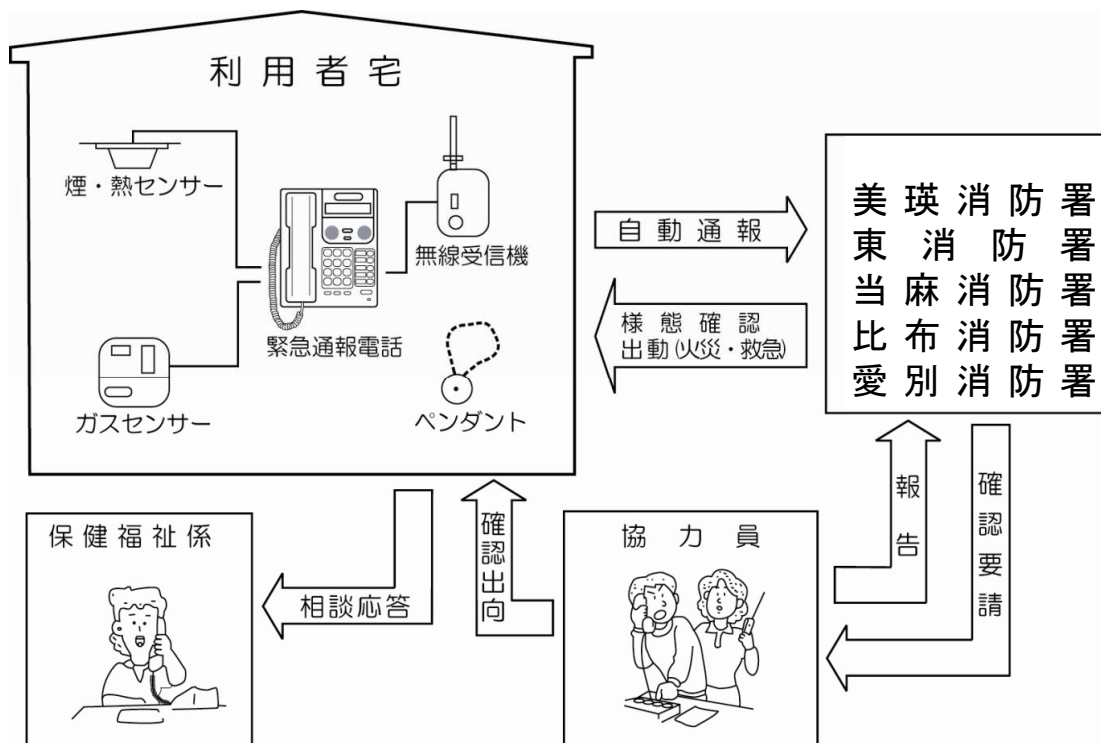 利用者宅
煙・熱センサー
無線受信機
緊急通報電話
ガスセンサー
ペンダント
自動通報
様態確認
出動(火災・救急)
美瑛消防署
東消防署
当麻消防署
比布消防署
愛別消防署
保健福祉係
相談応答
確認出向
協力員
報告
確認要請